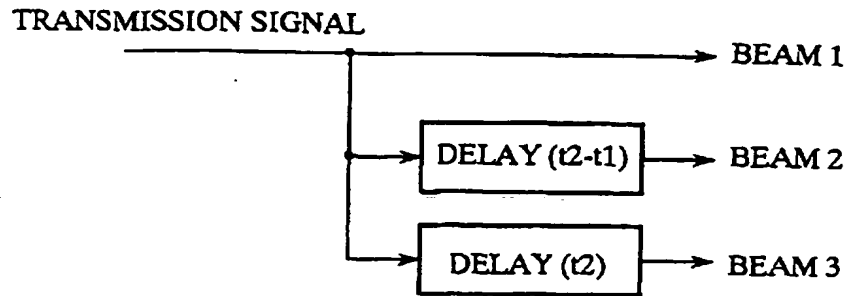 TRANSMISSION SIGNAL
BEAM 1
DELAY (t2-t1)
BEAM 2
DELAY (t2)
BEAM 3